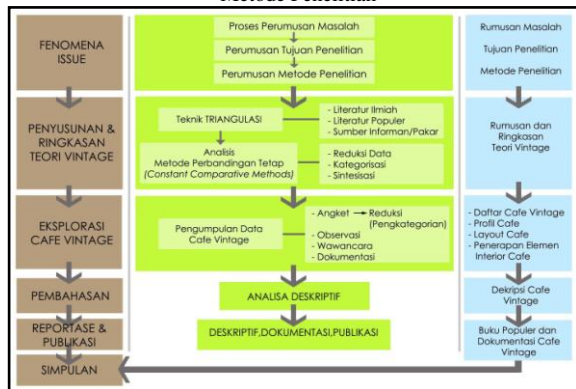 Metode Penelitian
FENOMENA
ISSUE
PENYUSUNAN &
RINGKASAN
TEORI VINTAGE
EKSPLORASI
CAFE VINTAGE
PEMBAHASAN
REPORTASE &
PUBLIKASI
SIMPULAN
Proses Perumusan Masalah
Perumusan Tujuan Penelitian
Perumusan Metode Penelitian
Teknik TRIANGULASI
- Literatur Ilmiah
- Literatur Populer
- Sumber Informan/Pakar
Analisis
Metode Perbandingan Tetap
(Constant Comparative Methods)
- Reduksi Data
- Kategorisasi
- Sintesisasi
Pengumpulan Data
Cafe Vintage
- Angket
Reduksi
(Pengkategorian)
- Observasi
- Wawancara
- Dokumentasi
ANALISA DESKRIPTIF
DESKRIPTIF,DOKUMENTASI,PUBLIKASI
Rumusan Masalah
Tujuan Penelitian
Metode Penelitian
Rumusan dan
Ringkasan
Teori Vintage
- Daftar Cafe Vintage
- Profil Cafe
- Layout Cafe
- Penerapan Elemen
Interior Cafe
Dekripsi Cafe
Vintage
Buku Populer dan
Dokumentasi Cafe
Vintage